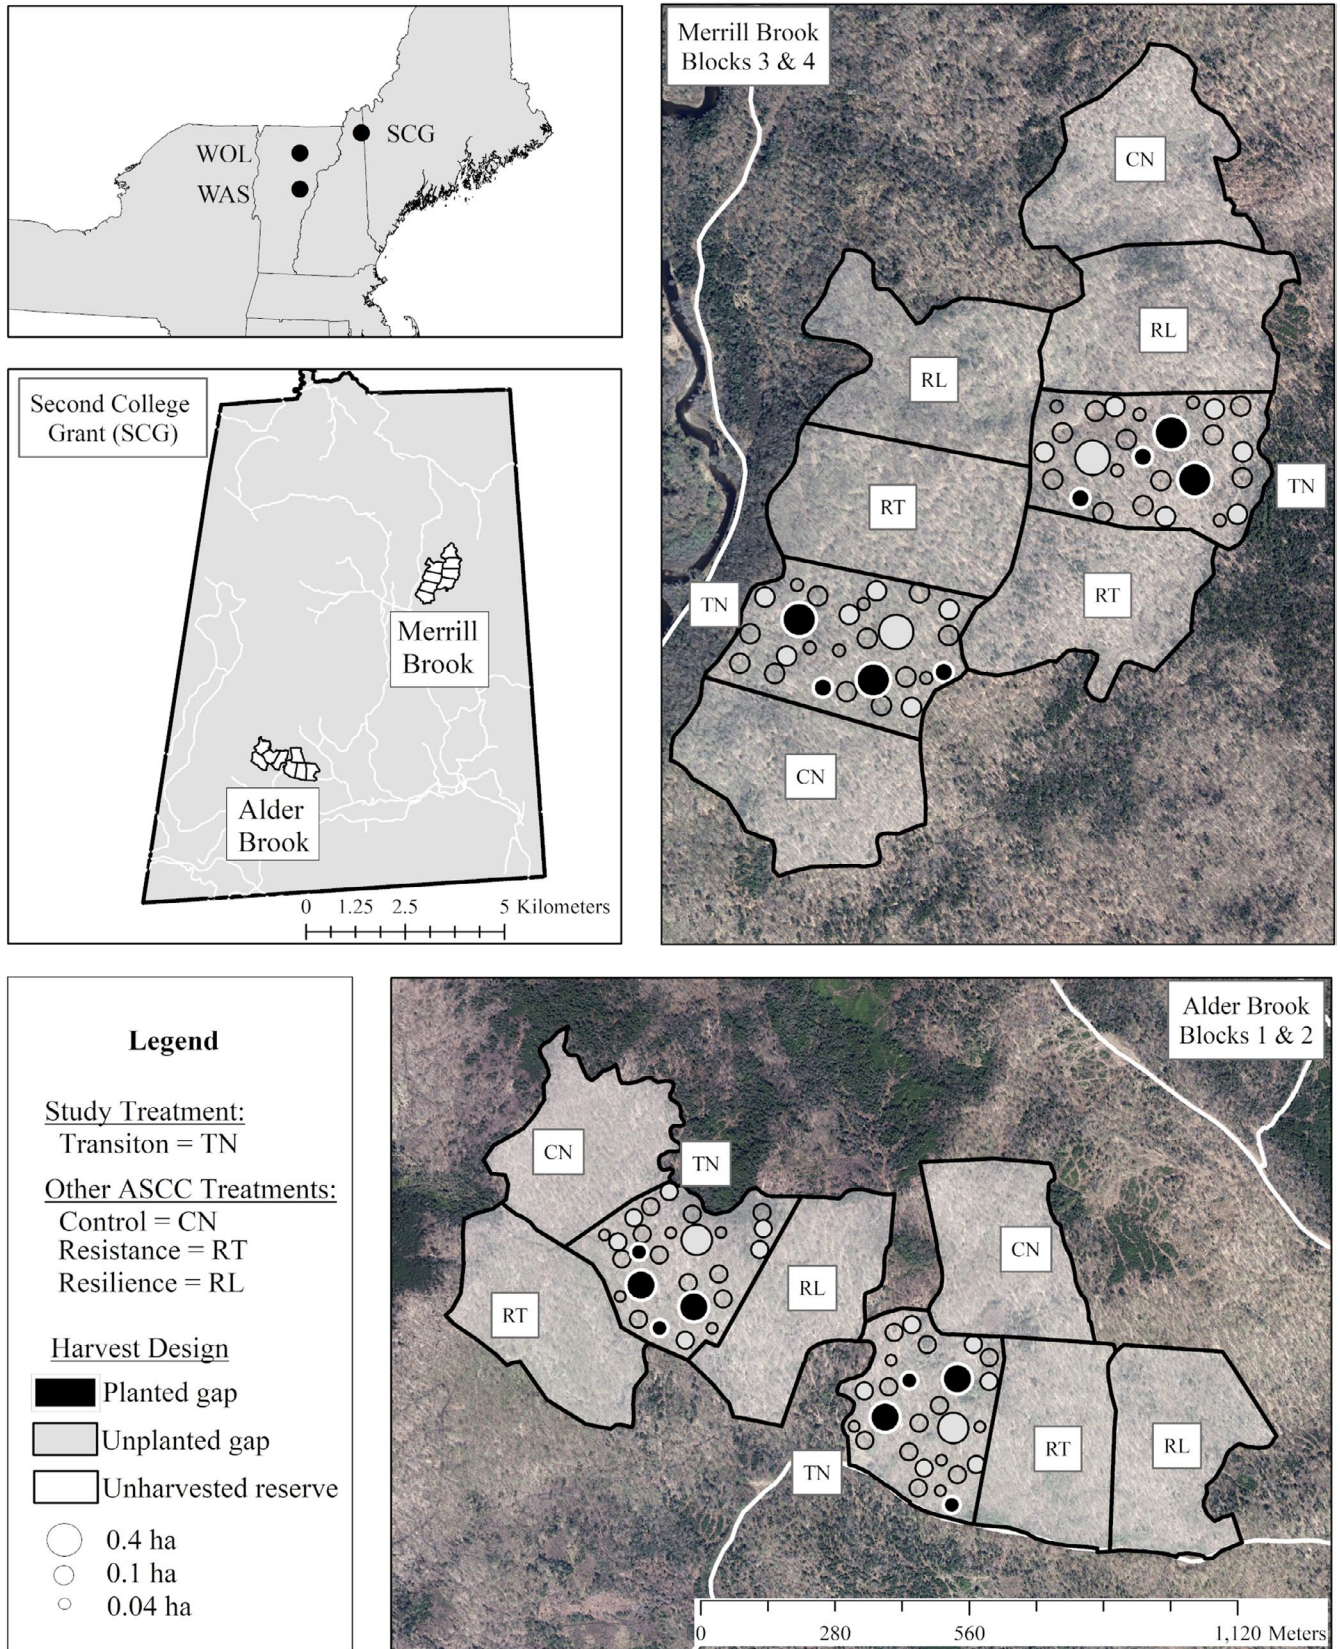 WOL
WAS
SCG
Second College
Grant (SCG)
Merrill
Brook
Alder
Brook
0 1.25 2.5 5 Kilometers
Merrill Brook
Blocks 3 & 4
CN
RL
RL
TN
RT
RT
TN
CN
Legend
Study Treatment:
Transiton = TN
Other ASCC Treatments:
Control = CN
Resistance = RT
Resilience = RL
Harvest Design
Planted gap
Unplanted gap
Unharvested reserve
0.4 ha
0.1 ha
0.04 ha
Alder Brook
Blocks 1 & 2
CN
TN
CN
RL
RT
RT
RL
TN
0 280 560 1,120 Meters